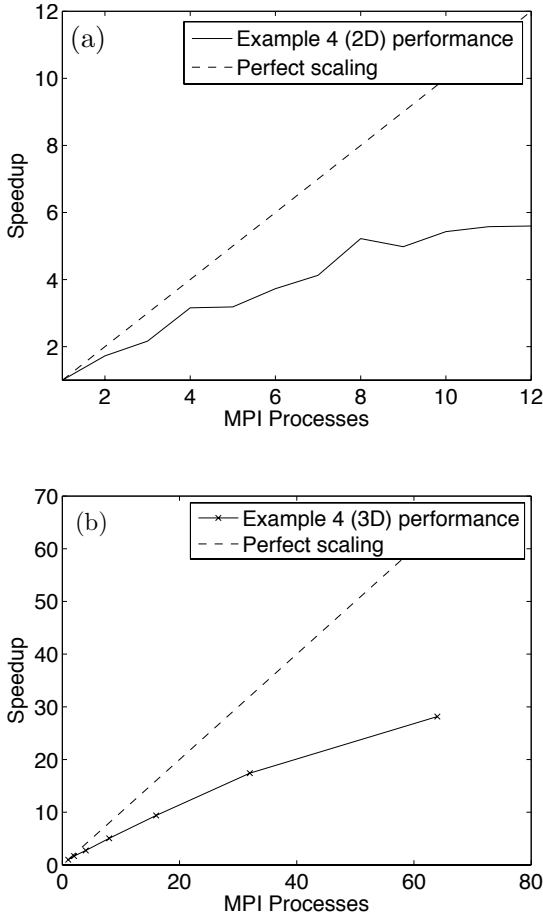 (a)
Example 4 (2D) performance
Perfect scaling
12
10
8
6
4
2
Speedup
2 4 6 8 10 12
MPI Processes
(b)
Example 4 (3D) performance
Perfect scaling
70
60
50
40
30
20
10
0
Speedup
0 20 40 60 80
MPI Processes